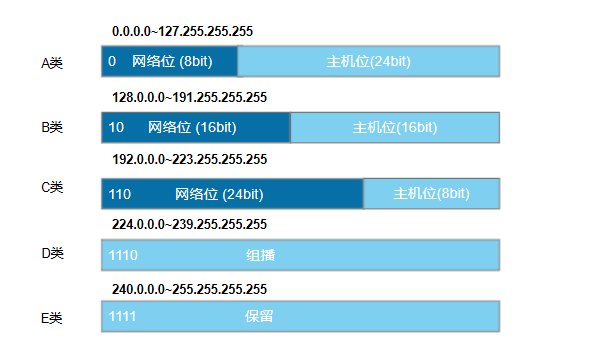 0.0.0.0~127.255.255.255
A类 0 网络位 (8bit) 主机位(24bit)
128.0.0.0~191.255.255.255
B类 10 网络位 (16bit) 主机位(16bit)
192.0.0.0~223.255.255.255
C类 110 网络位 (24bit) 主机位(8bit)
224.0.0.0~239.255.255.255
D类 1110 组播
240.0.0.0~255.255.255.255
E类 1111 保留